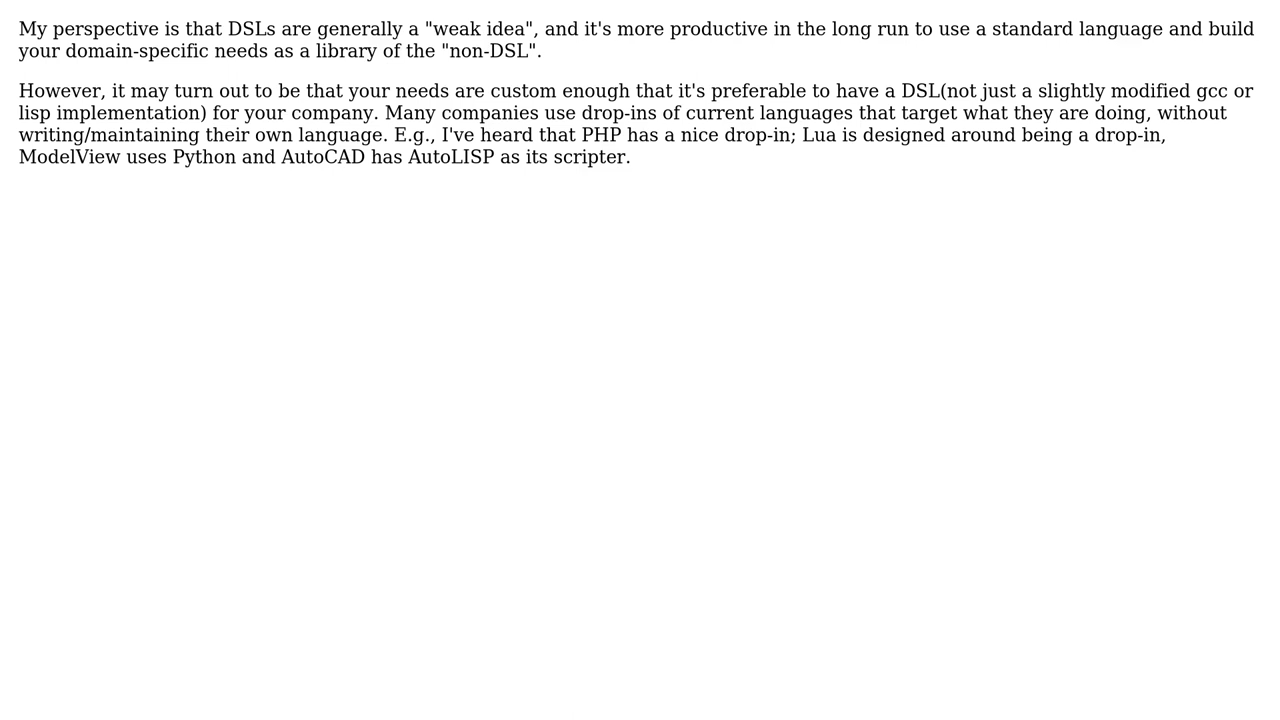 My perspective is that DSLs are generally a "weak idea", and it's more productive in the long run to use a standard language and build
your domain-specific needs as a library of the "non-DSL".
However, it may turn out to be that your needs are custom enough that it's preferable to have a DSL(not just a slightly modified gcc or
lisp implementation) for your company. Many companies use drop-ins of current languages that target what they are doing, without
writing/maintaining their own language. E.g., I've heard that PHP has a nice drop-in; Lua is designed around being a drop-in,
ModelView uses Python and AutoCAD has AutoLISP as its scripter.